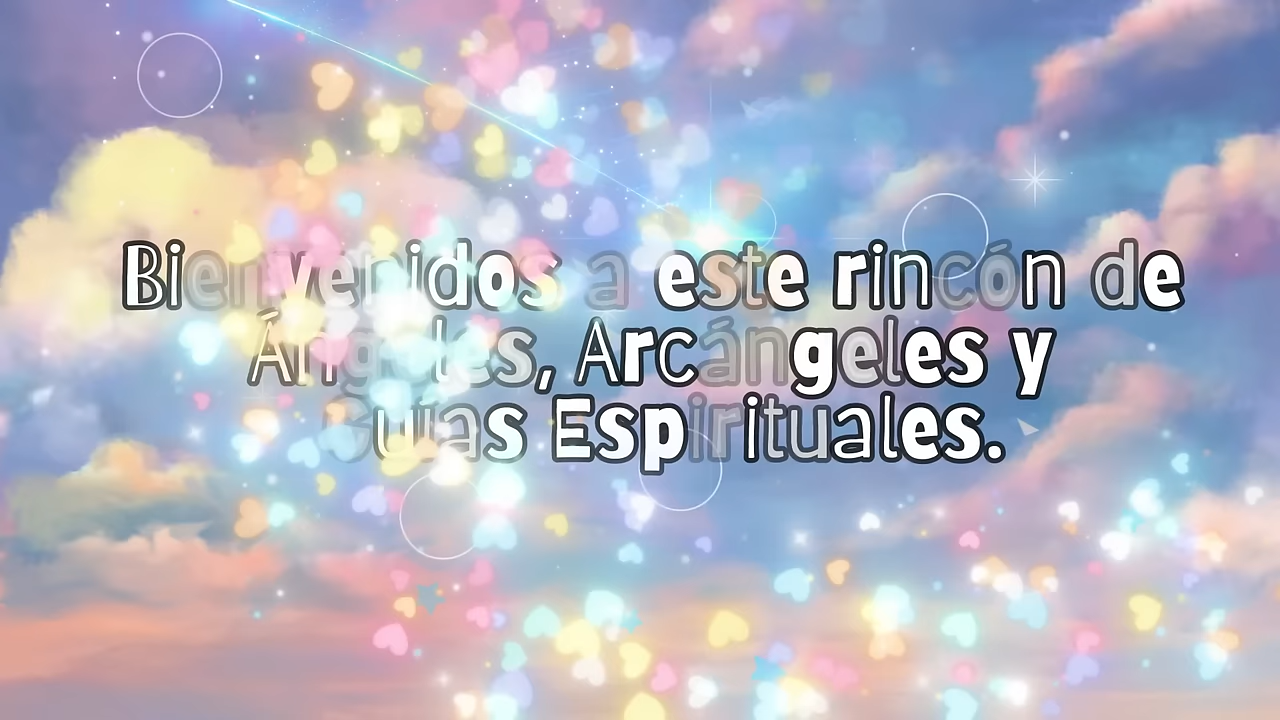 Bienvenidos a este rincón de
Ángeles, Arcángeles y
Guías Espirituales.